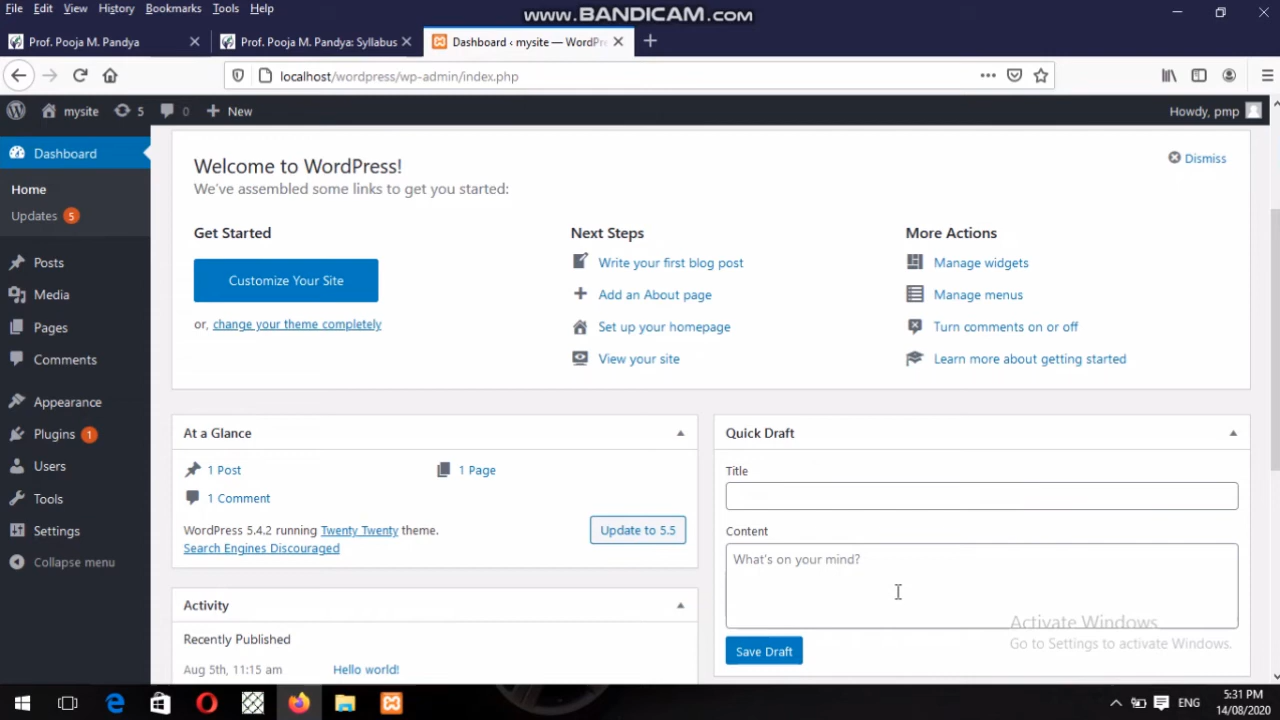 File Edit View History Bookmarks Tools Help
www.BANDICAM.com
Prof. Pooja M. Pandya
Prof. Pooja M. Pandya: Syllabus
Dashboard ‹ mysite — WordPre
localhost/wordpress/wp-admin/index.php
mysite 5 0 New
Howdy, pmp
Dashboard
Home
Updates 5
Posts
Media
Pages
Comments
Appearance
Plugins 1
Users
Tools
Settings
Collapse menu
Welcome to WordPress!
Dismiss
We've assembled some links to get you started:
Get Started
Customize Your Site
or, change your theme completely
Next Steps
Write your first blog post
Add an About page
Set up your homepage
View your site
More Actions
Manage widgets
Manage menus
Turn comments on or off
Learn more about getting started
At a Glance
1 Post
1 Page
1 Comment
WordPress 5.4.2 running Twenty Twenty theme.
Update to 5.5
Search Engines Discouraged
Activity
Recently Published
Aug 5th, 11:15 am
Hello world!
Quick Draft
Title
Content
What's on your mind?
Save Draft
Activate Windows
Go to Settings to activate Windows.
ENG
5:31 PM
14/08/2020